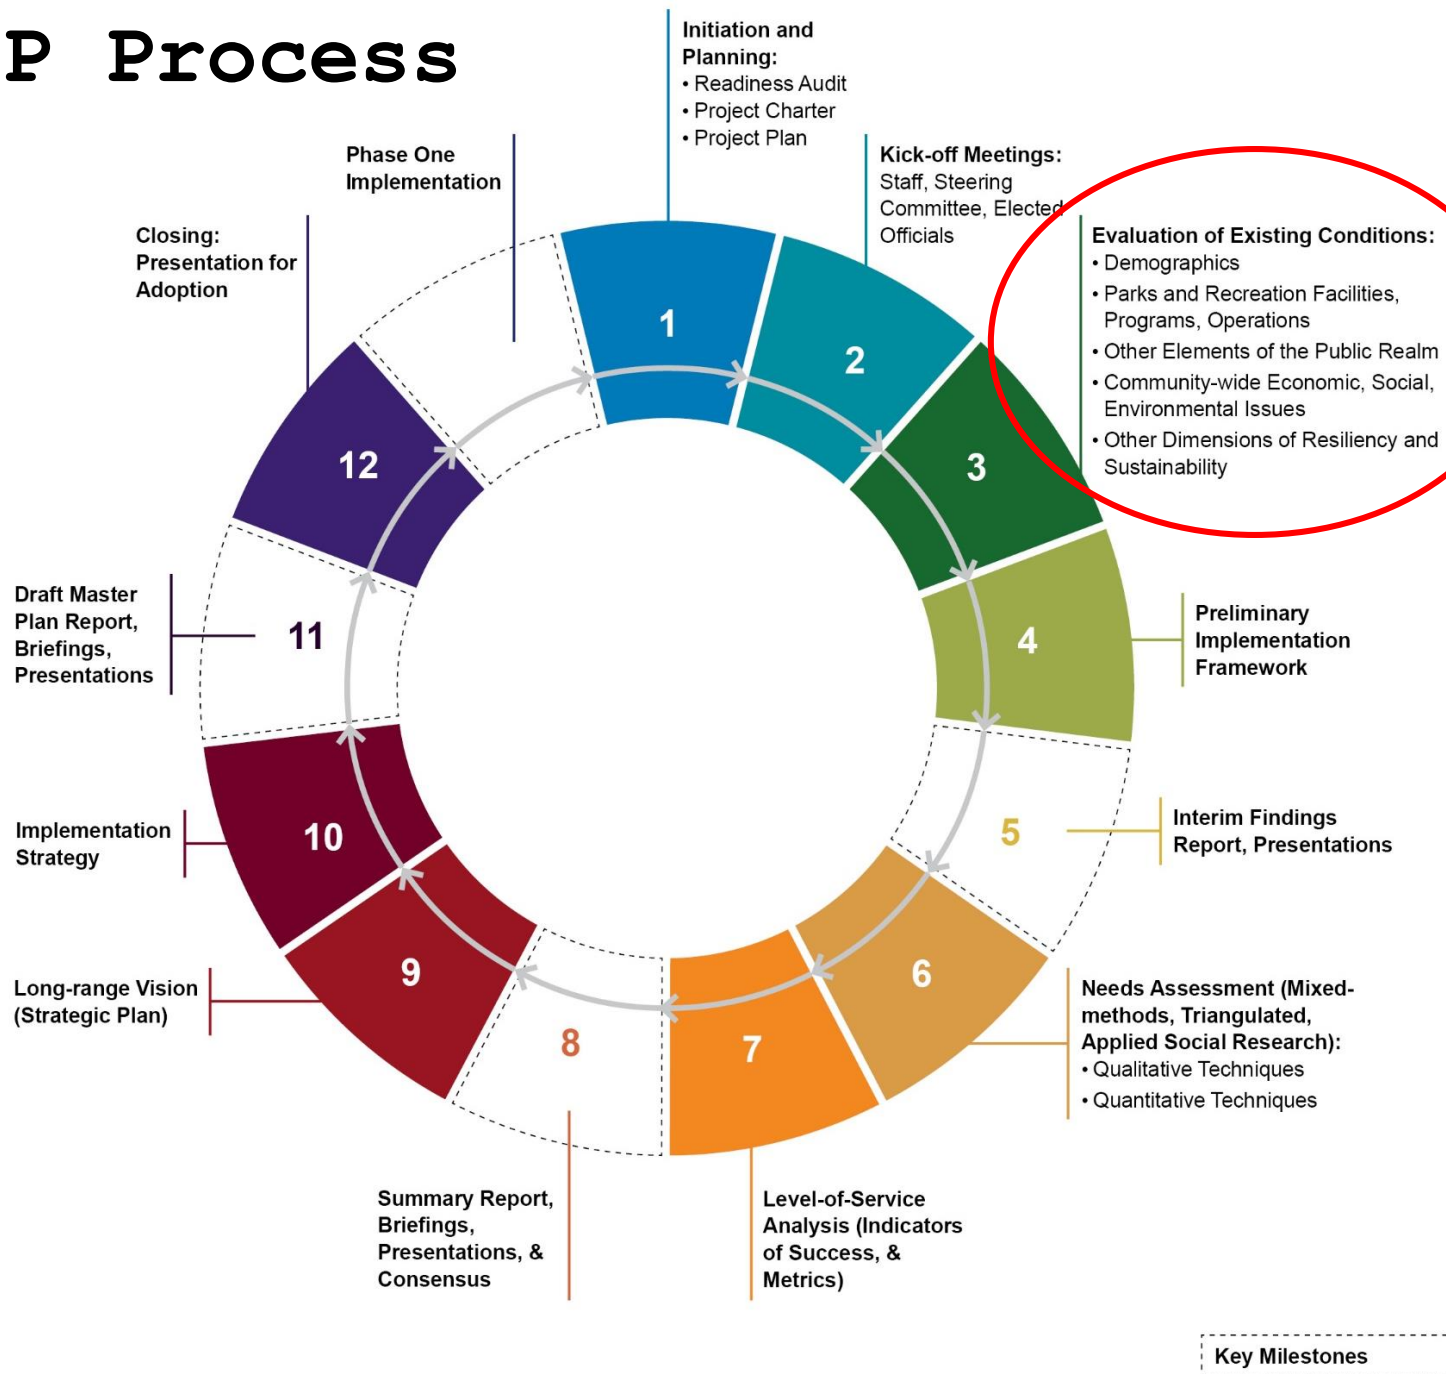 P Process
Initiation and
Planning:
• Readiness Audit
• Project Charter
• Project Plan
Kick-off Meetings:
Staff, Steering
Committee, Elected
Officials
Evaluation of Existing Conditions:
• Demographics
• Parks and Recreation Facilities,
Programs, Operations
• Other Elements of the Public Realm
• Community-wide Economic, Social,
Environmental Issues
• Other Dimensions of Resiliency and
Sustainability
Preliminary
Implementation
Framework
Interim Findings
Report, Presentations
Needs Assessment (Mixed-
methods, Triangulated,
Applied Social Research):
• Qualitative Techniques
• Quantitative Techniques
Level-of-Service
Analysis (Indicators
of Success, &
Metrics)
Summary Report,
Briefings,
Presentations, &
Consensus
Long-range Vision
(Strategic Plan)
Implementation
Strategy
Draft Master
Plan Report,
Briefings,
Presentations
Closing:
Presentation for
Adoption
Phase One
Implementation
1
2
3
4
5
6
7
8
9
10
11
12
Key Milestones